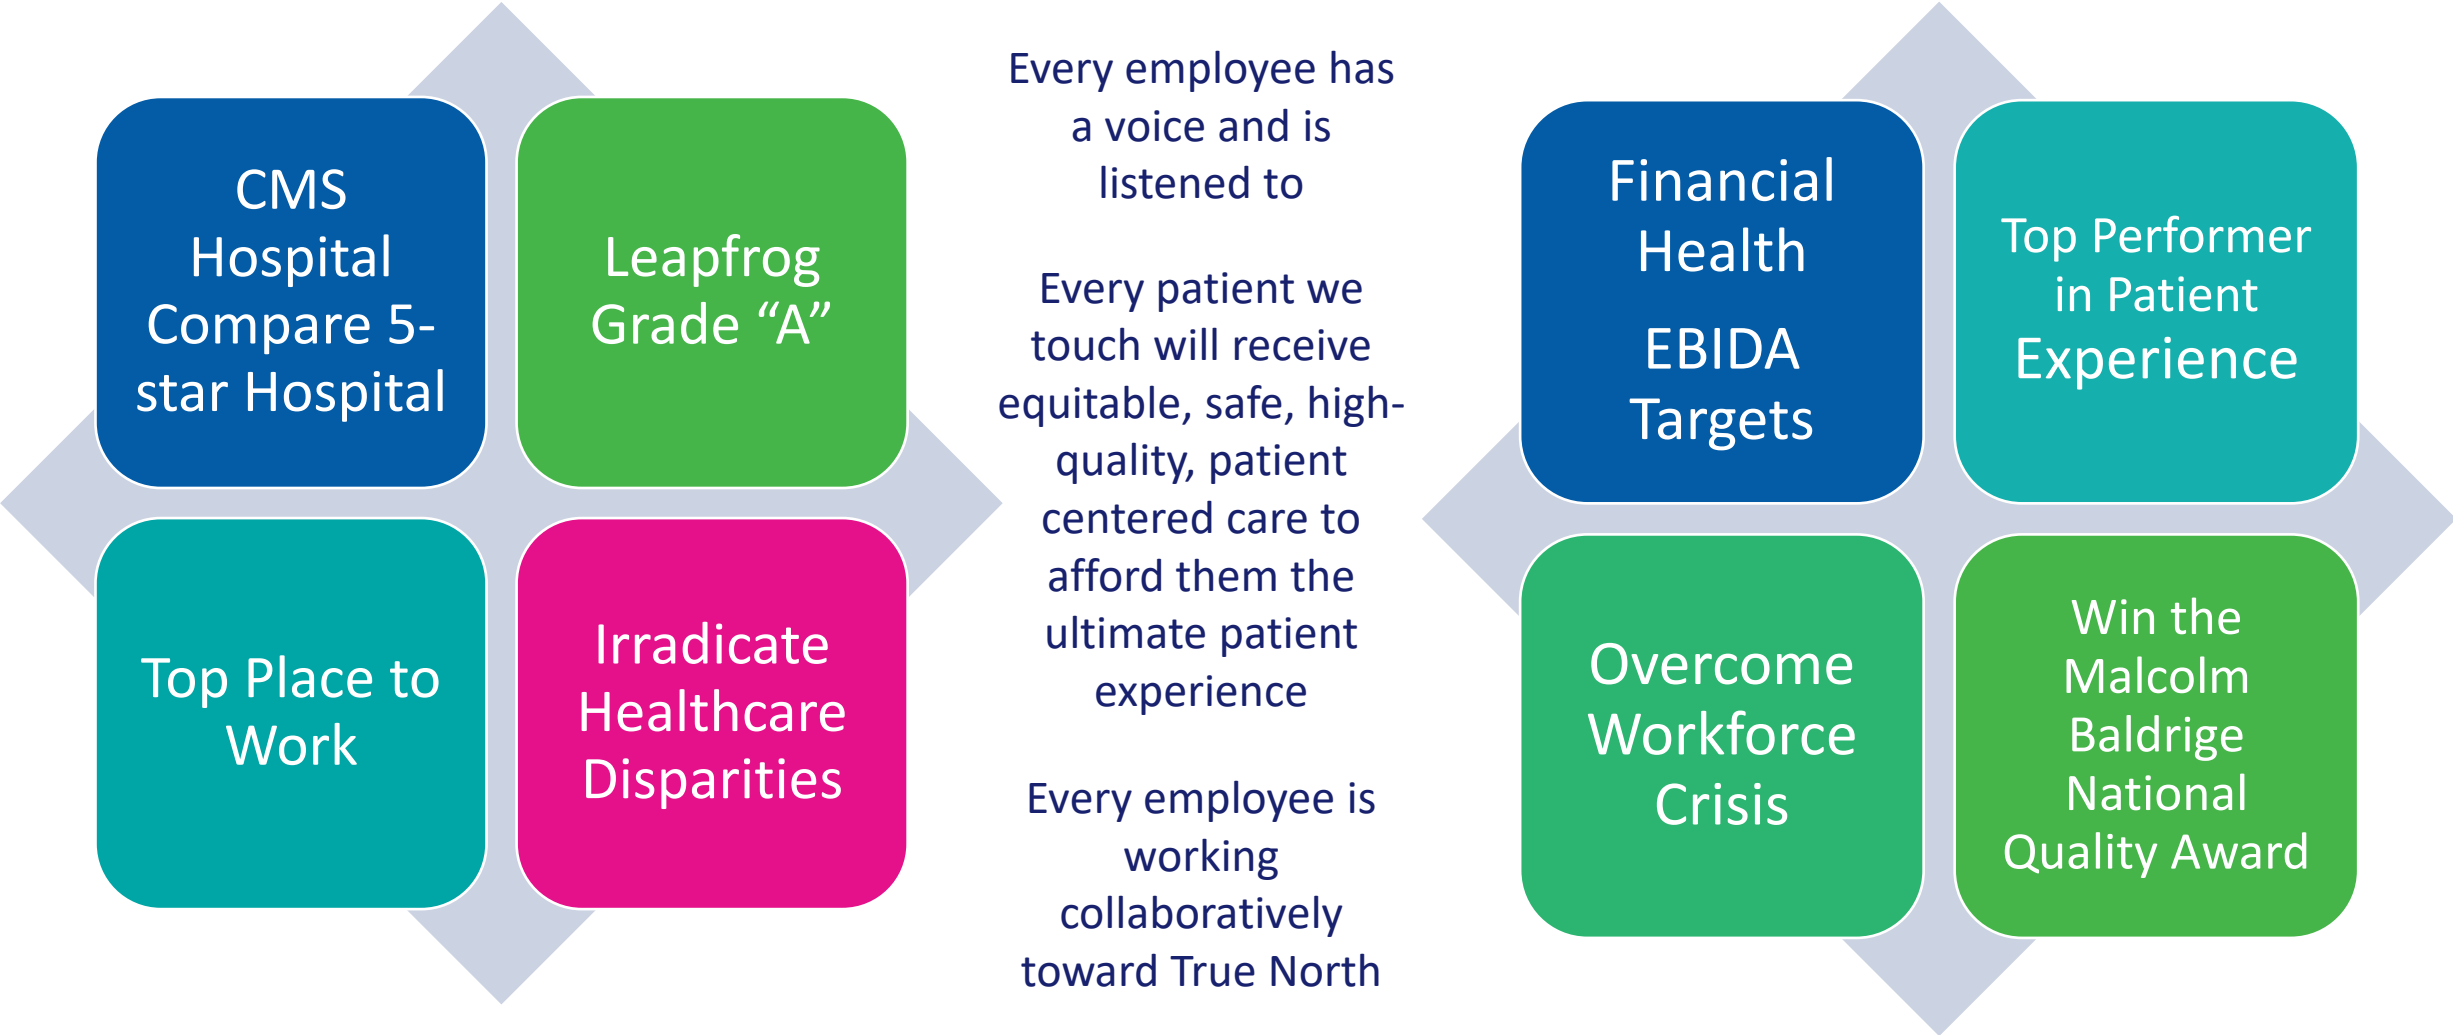 CMS
Hospital
Compare 5-
star Hospital
Leapfrog
Grade “A”
Top Place to
Work
Irradicate
Healthcare
Disparities
Every employee has
a voice and is
listened to
Every patient we
touch will receive
equitable, safe, high-
quality, patient
centered care to
afford them the
ultimate patient
experience
Every employee is
working
collaboratively
toward True North
Financial
Health
EBIDA
Targets
Top Performer
in Patient
Experience
Overcome
Workforce
Crisis
Win the
Malcolm
Baldrige
National
Quality Award